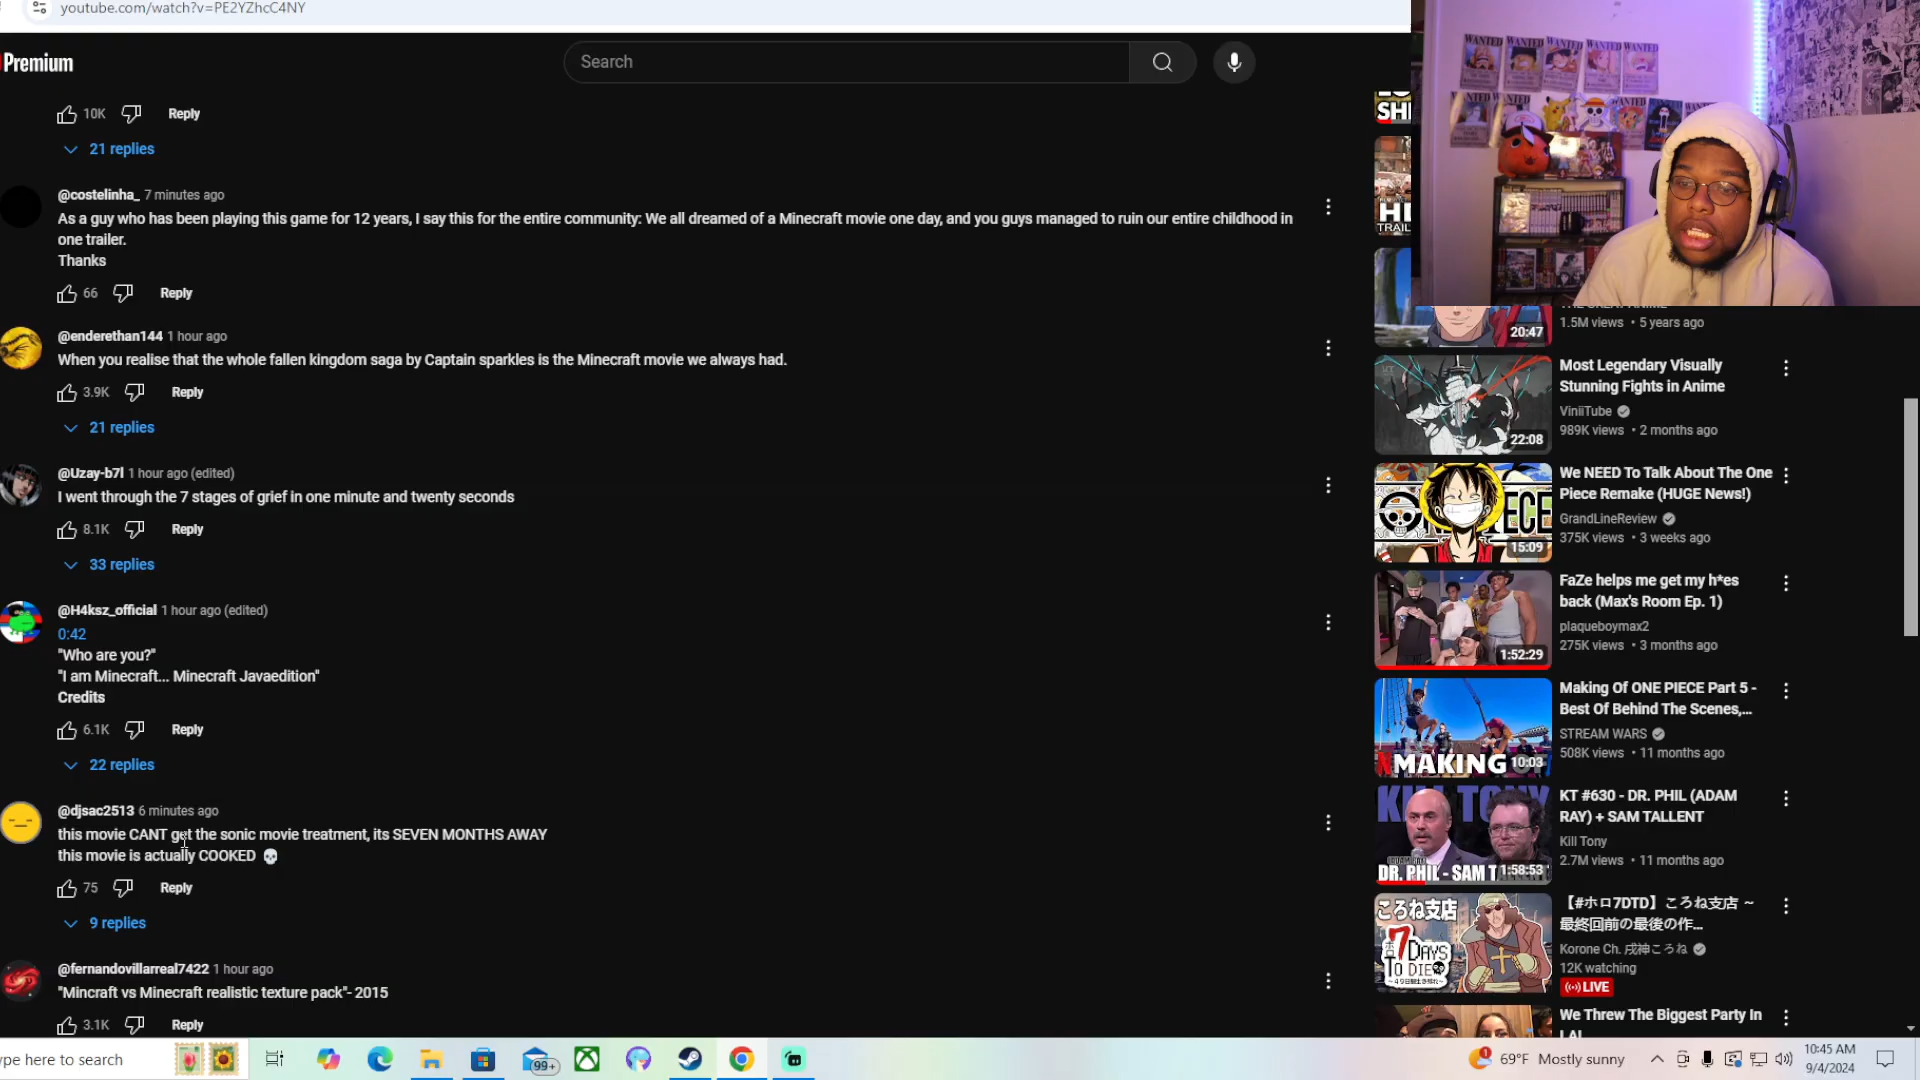 youtube.com/watch?v=PE2YZhcC4NY
Premium
Search
10K Reply
21 replies
@costelinha_ 7 minutes ago
As a guy who has been playing this game for 12 years, I say this for the entire community: We all dreamed of a Minecraft movie one day, and you guys managed to ruin our entire childhood in
one trailer.
Thanks
66 Reply
@enderethan144 1 hour ago
When you realise that the whole fallen kingdom saga by Captain sparkles is the Minecraft movie we always had.
3.9K Reply
21 replies
@Uzay-b7l 1 hour ago (edited)
I went through the 7 stages of grief in one minute and twenty seconds
8.1K Reply
33 replies
@H4ksz_official 1 hour ago (edited)
0:42
"Who are you?"
"I am Minecraft... Minecraft Javaedition"
Credits
6.1K Reply
22 replies
@djsac2513 6 minutes ago
this movie CANT get the sonic movie treatment, its SEVEN MONTHS AWAY
this movie is actually COOKED 💀
75 Reply
9 replies
@fernandovillarreal7422 1 hour ago
"Mincraft vs Minecraft realistic texture pack"- 2015
3.1K Reply
WANTED WANTED WANTED WANTED WANTED
SHI
HI
TRAIL
20:47
1.5M views • 5 years ago
22:08
Most Legendary Visually
Stunning Fights in Anime
ViniiTube
989K views • 2 months ago
15:09
We NEED To Talk About The One
Piece Remake (HUGE News!)
GrandLineReview
375K views • 3 weeks ago
1:52:29
FaZe helps me get my h*es
back (Max's Room Ep. 1)
plaqueboymax2
275K views • 3 months ago
MAKING OF
10:03
Making Of ONE PIECE Part 5 -
Best Of Behind The Scenes,...
STREAM WARS
508K views • 11 months ago
KILL TONY
DR. PHIL - SAM T
1:58:53
KT #630 - DR. PHIL (ADAM
RAY) + SAM TALLENT
Kill Tony
2.7M views • 11 months ago
ころね支店
7 DAYS
TO DIE
【#ホロ7DTD】ころね支店 ～
最終回前の最後の作...
Korone Ch. 戌神ころね
12K watching
LIVE
We Threw The Biggest Party In
ype here to search
99+
1
69°F Mostly sunny
10:45 AM
9/4/2024